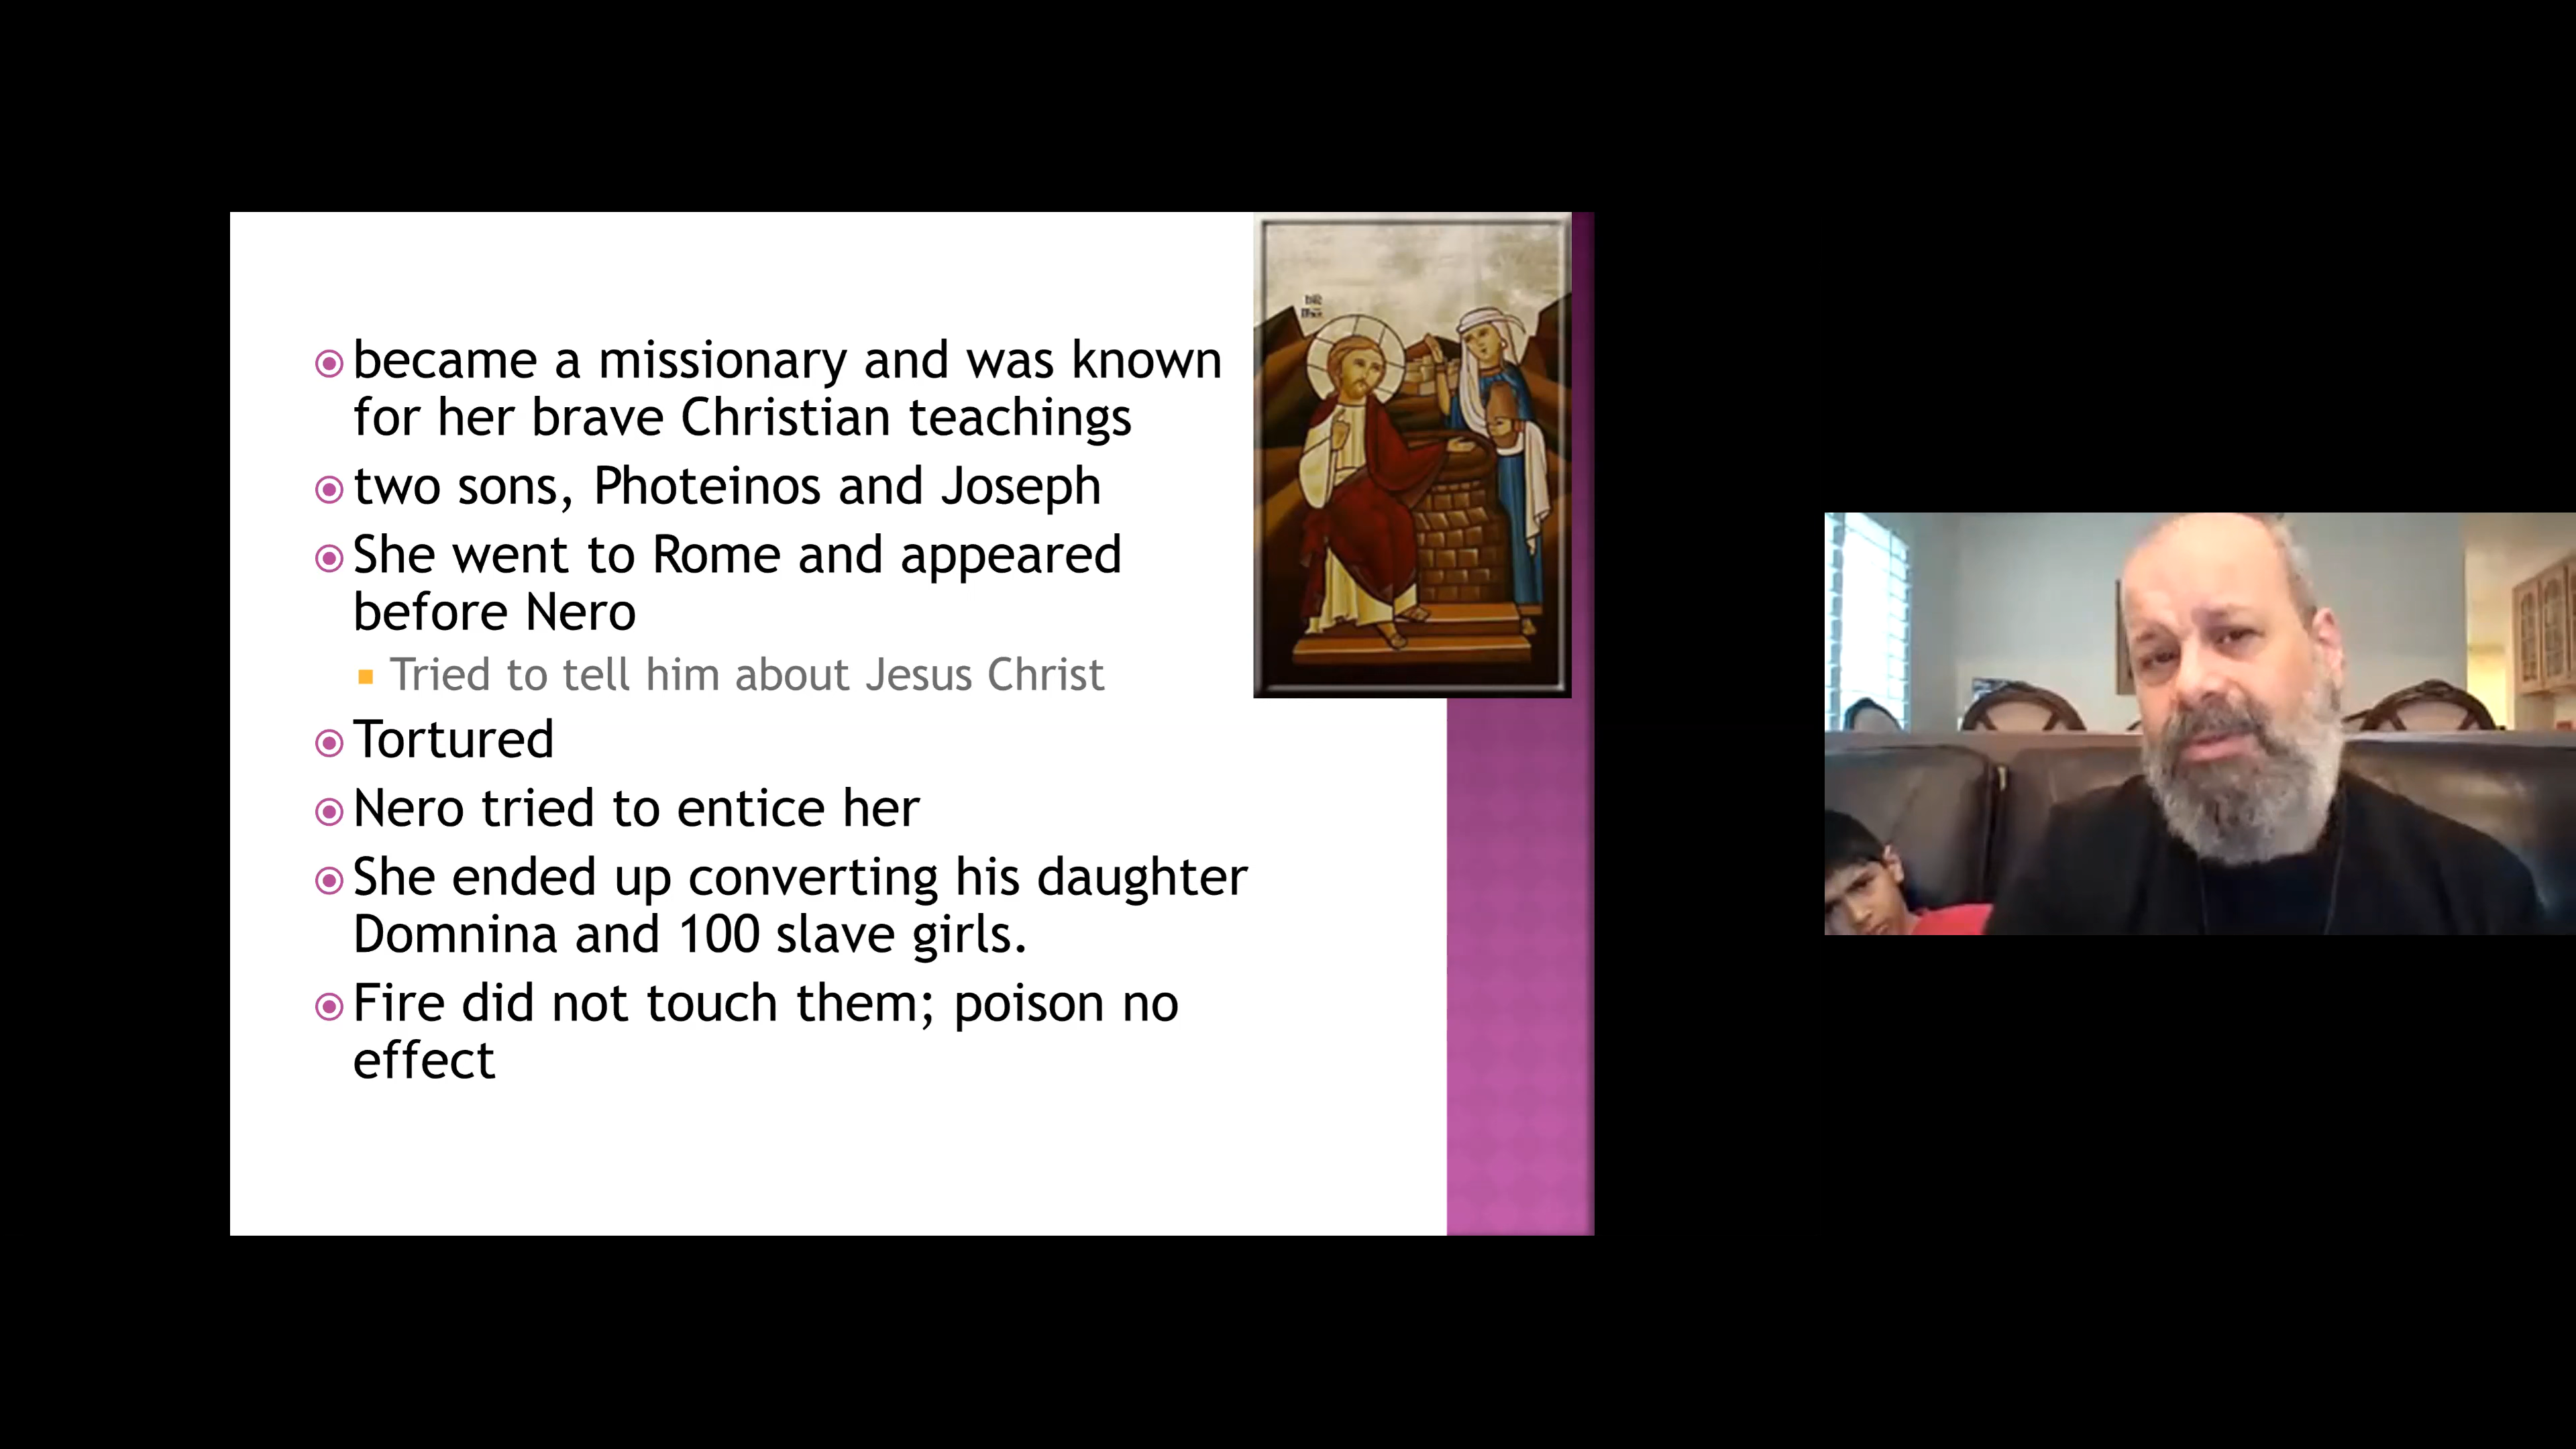 became a missionary and was known
for her brave Christian teachings
two sons, Photeinos and Joseph
She went to Rome and appeared
before Nero
Tried to tell him about Jesus Christ
Tortured
Nero tried to entice her
She ended up converting his daughter
Domnina and 100 slave girls.
Fire did not touch them; poison no
effect